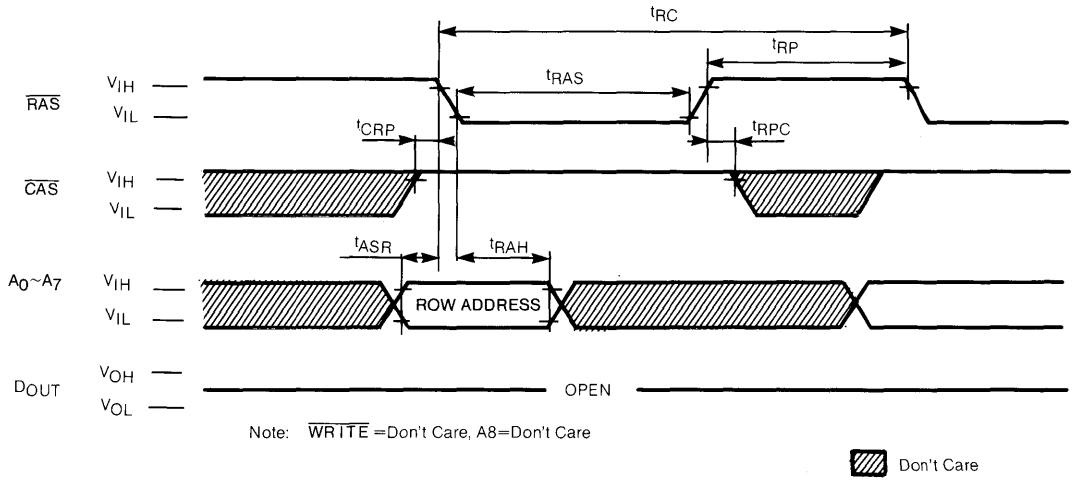 tRC
tRP
RAS VIH
VIL
tRAS
tCRP
tRPC
CAS VIH
VIL
tASR
tRAH
A0~A7 VIH
VIL
ROW ADDRESS
DOUT VOH
VOL
OPEN
Note: WRITE =Don't Care, A8=Don't Care
Don't Care